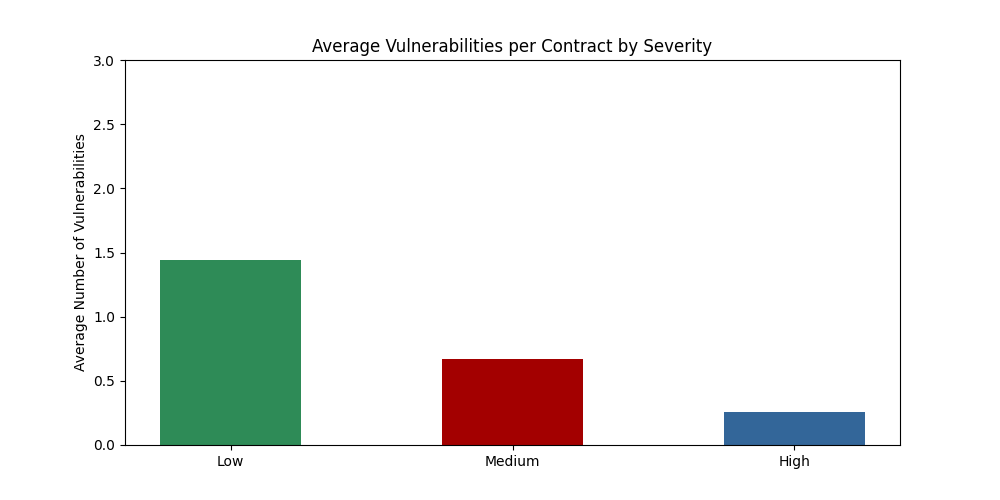 Average Vulnerabilities per Contract by Severity
Average Number of Vulnerabilities
3.0
2.5
2.0
1.5
1.0
0.5
0.0
Low Medium High